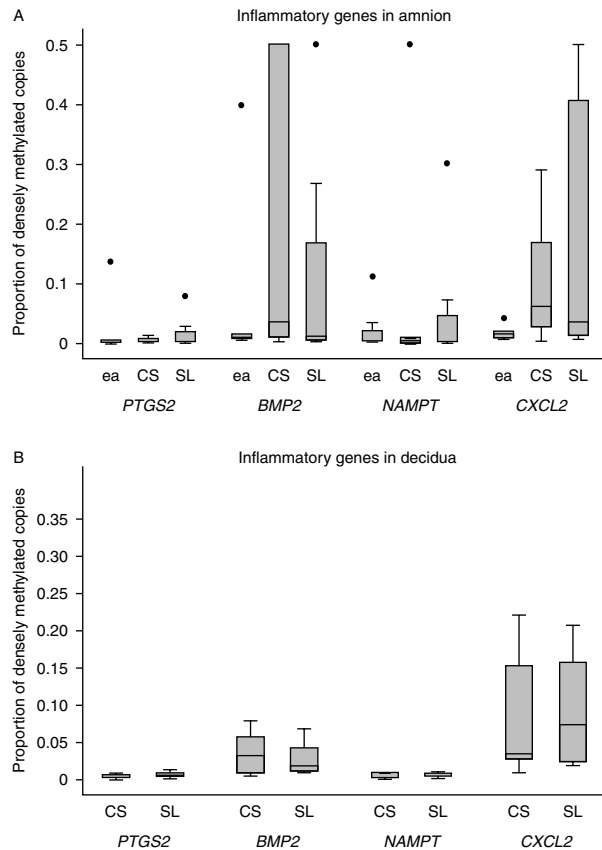 A
Inflammatory genes in amnion
Proportion of densely methylated copies
0.5
0.4
0.3
0.2
0.1
0
ea CS SL ea CS SL ea CS SL ea CS SL
PTGS2 BMP2 NAMPT CXCL2
B
Inflammatory genes in decidua
Proportion of densely methylated copies
0.35
0.30
0.25
0.20
0.15
0.10
0.05
0
CS SL CS SL CS SL CS SL
PTGS2 BMP2 NAMPT CXCL2